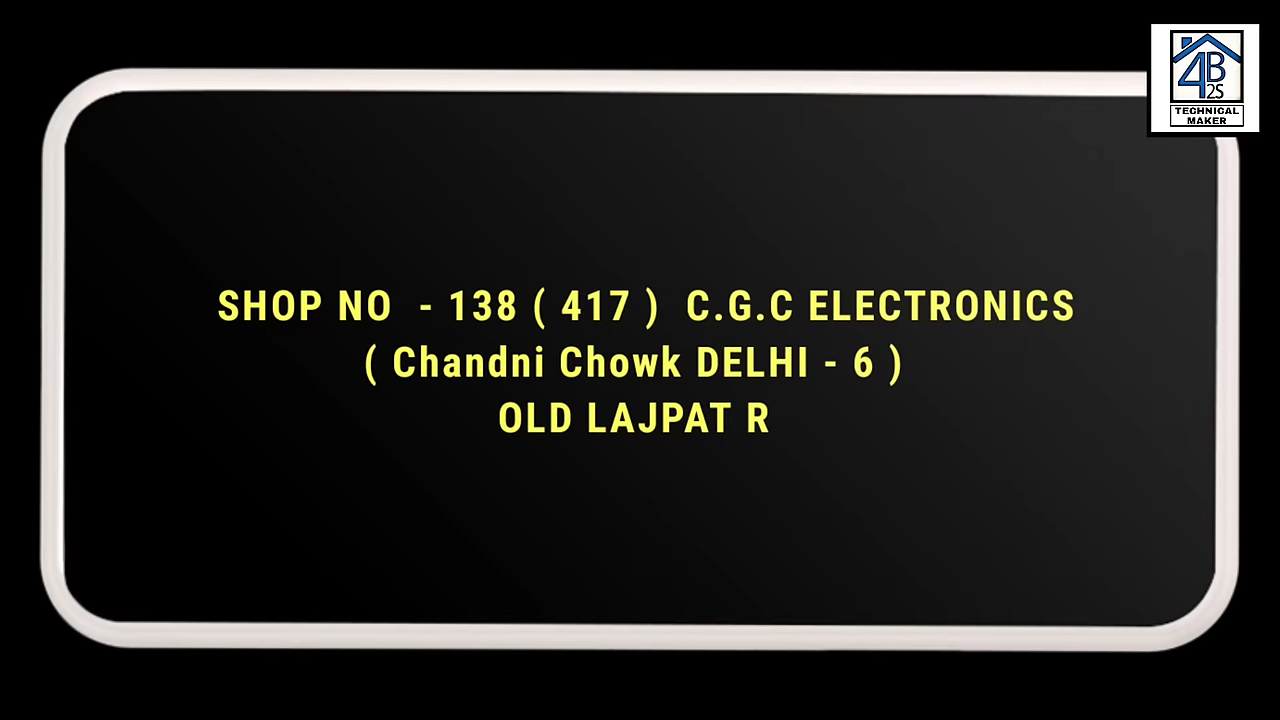 4B
2S
TECHNICAL
MAKER
SHOP NO - 138 ( 417 ) C.G.C ELECTRONICS
( Chandni Chowk DELHI - 6 )
OLD LAJPAT R